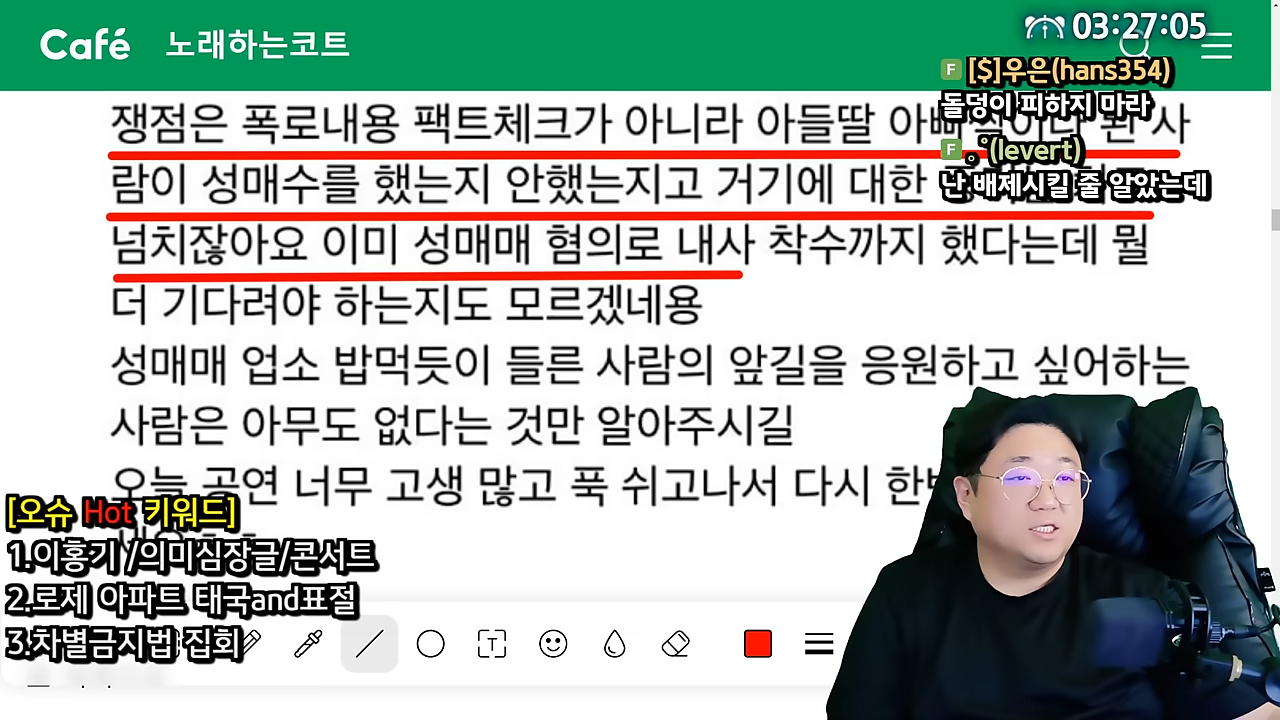 Café 노래하는코트
03:27:05
F [$]우은(hans354)
돌덩이 피하지 마라
(levert)
난 배제시킬 줄 알았는데
쟁점은 폭로내용 팩트체크가 아니라 아들딸 사
람이 성매수를 했는지 안했는지고 거기에 대한
넘치잖아요 이미 성매매 혐의로 내사 착수까지 했다는데 뭘
더 기다려야 하는지도 모르겠네용
성매매 업소 밥먹듯이 들른 사람의 앞길을 응원하고 싶어하는
사람은 아무도 없다는 것만 알아주시길
오늘 공연 너무 고생 많고 푹 쉬고나서 다시
[오슈 Hot 키워드]
1.이홍기 /의미심장글/콘서트
2.로제 아파트 태국and표절
3.차별금지법 집회